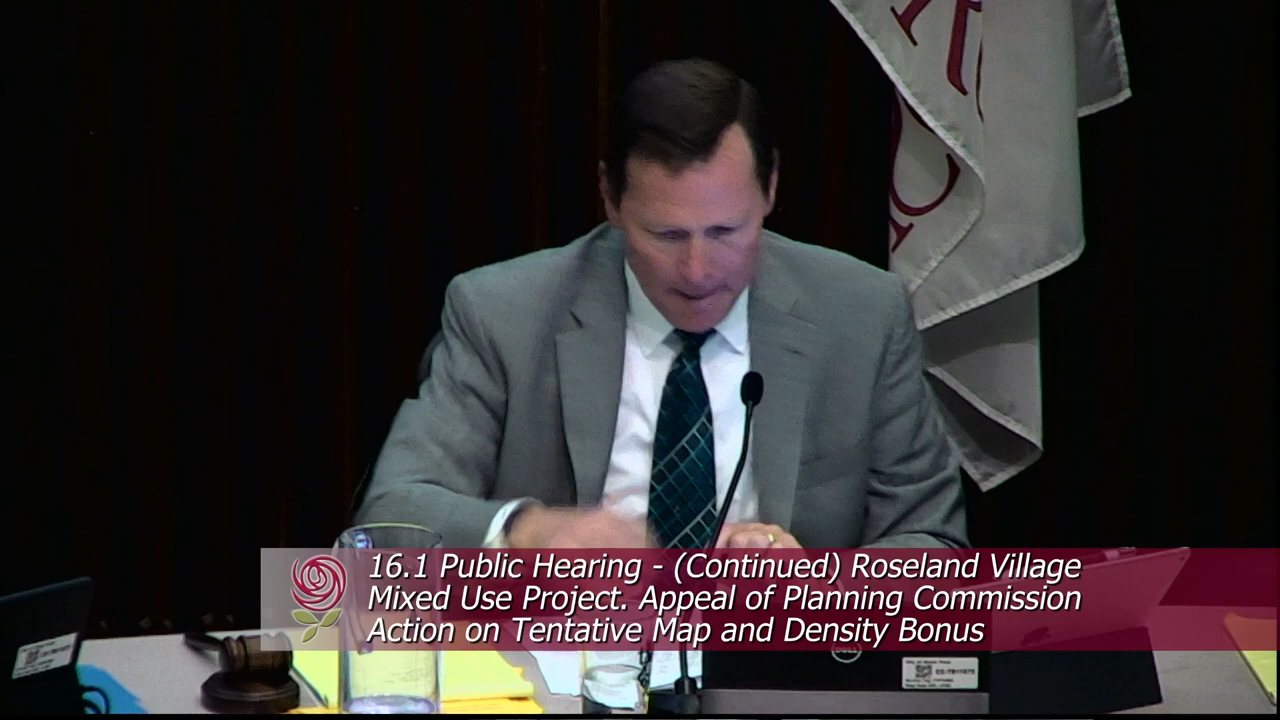 16.1 Public Hearing - (Continued) Roseland Village
Mixed Use Project. Appeal of Planning Commission
Action on Tentative Map and Density Bonus
DELL